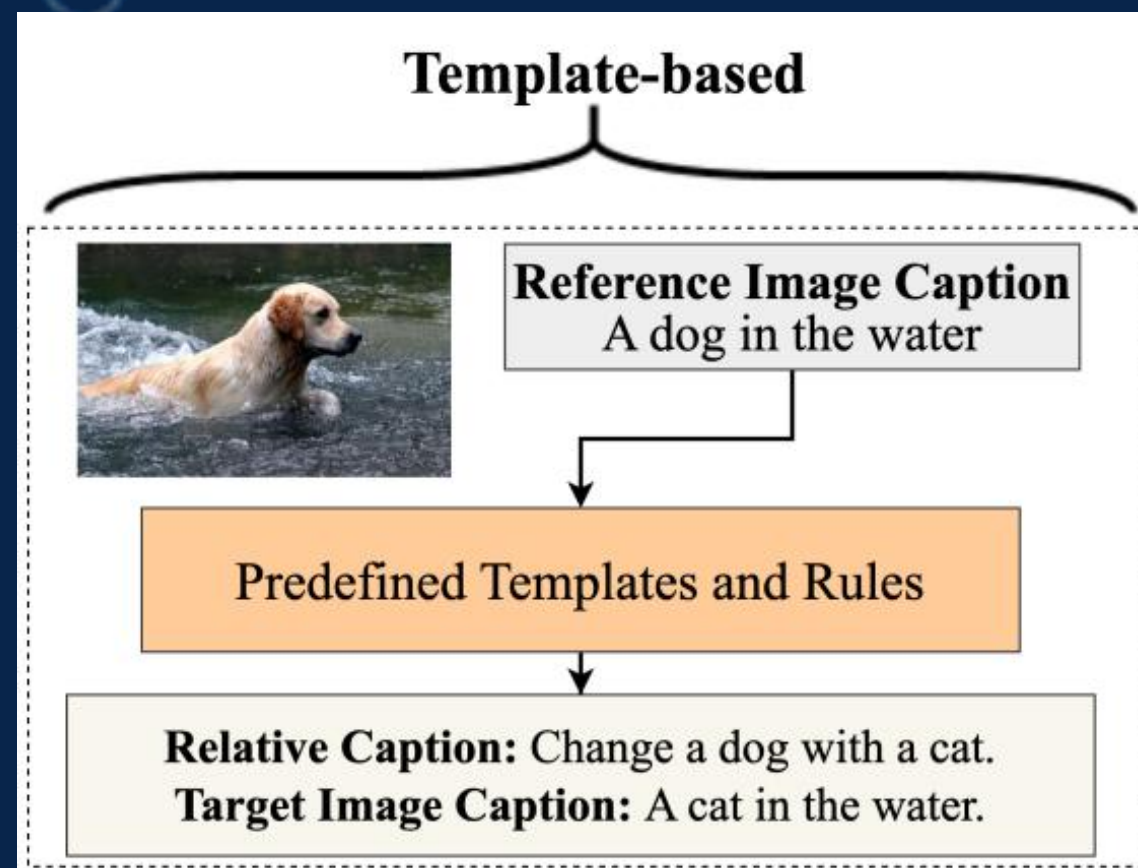 Template-based
Reference Image Caption
A dog in the water
Predefined Templates and Rules
Relative Caption: Change a dog with a cat.
Target Image Caption: A cat in the water.